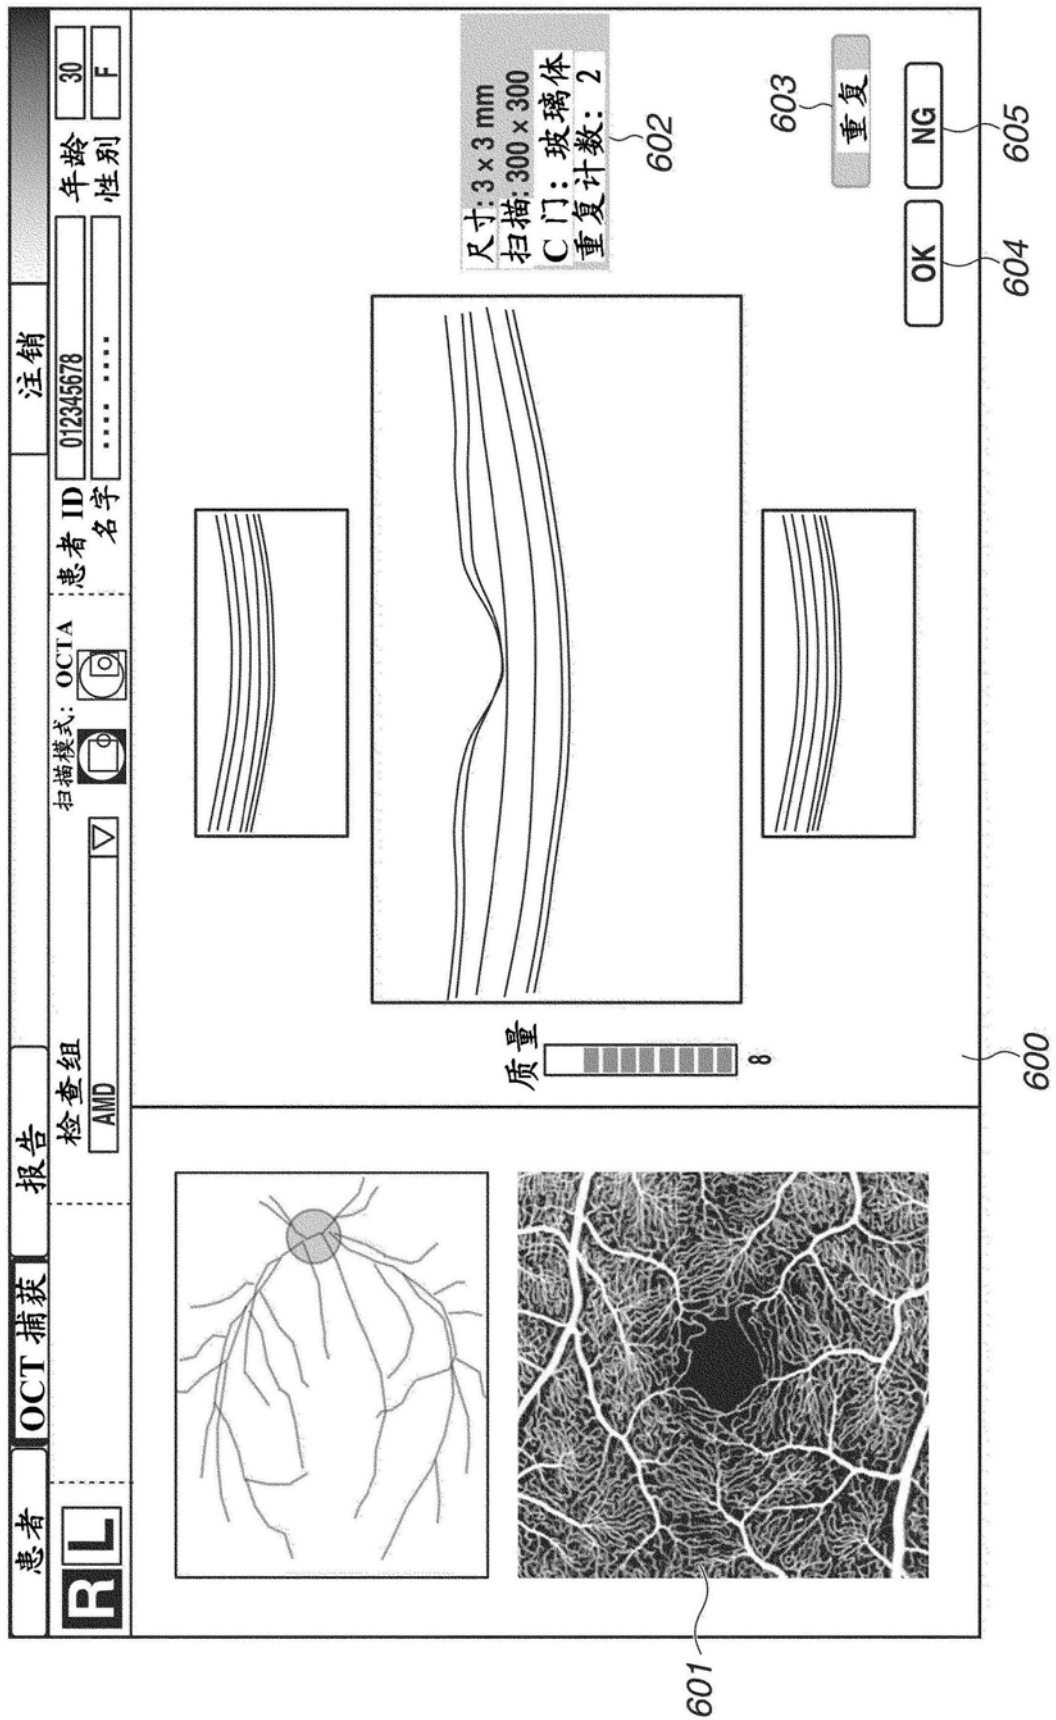 患者
OCT 捕获
报告
注销
R L
检查组
AMD
扫描模式: OCTA
患者 ID 012345678
年龄 30
名字
性别 F
质量
8
尺寸: 3 × 3 mm
扫描: 300 × 300
C 门: 玻璃体
重复计数: 2
602
603
重复
OK
NG
604
605
600
601